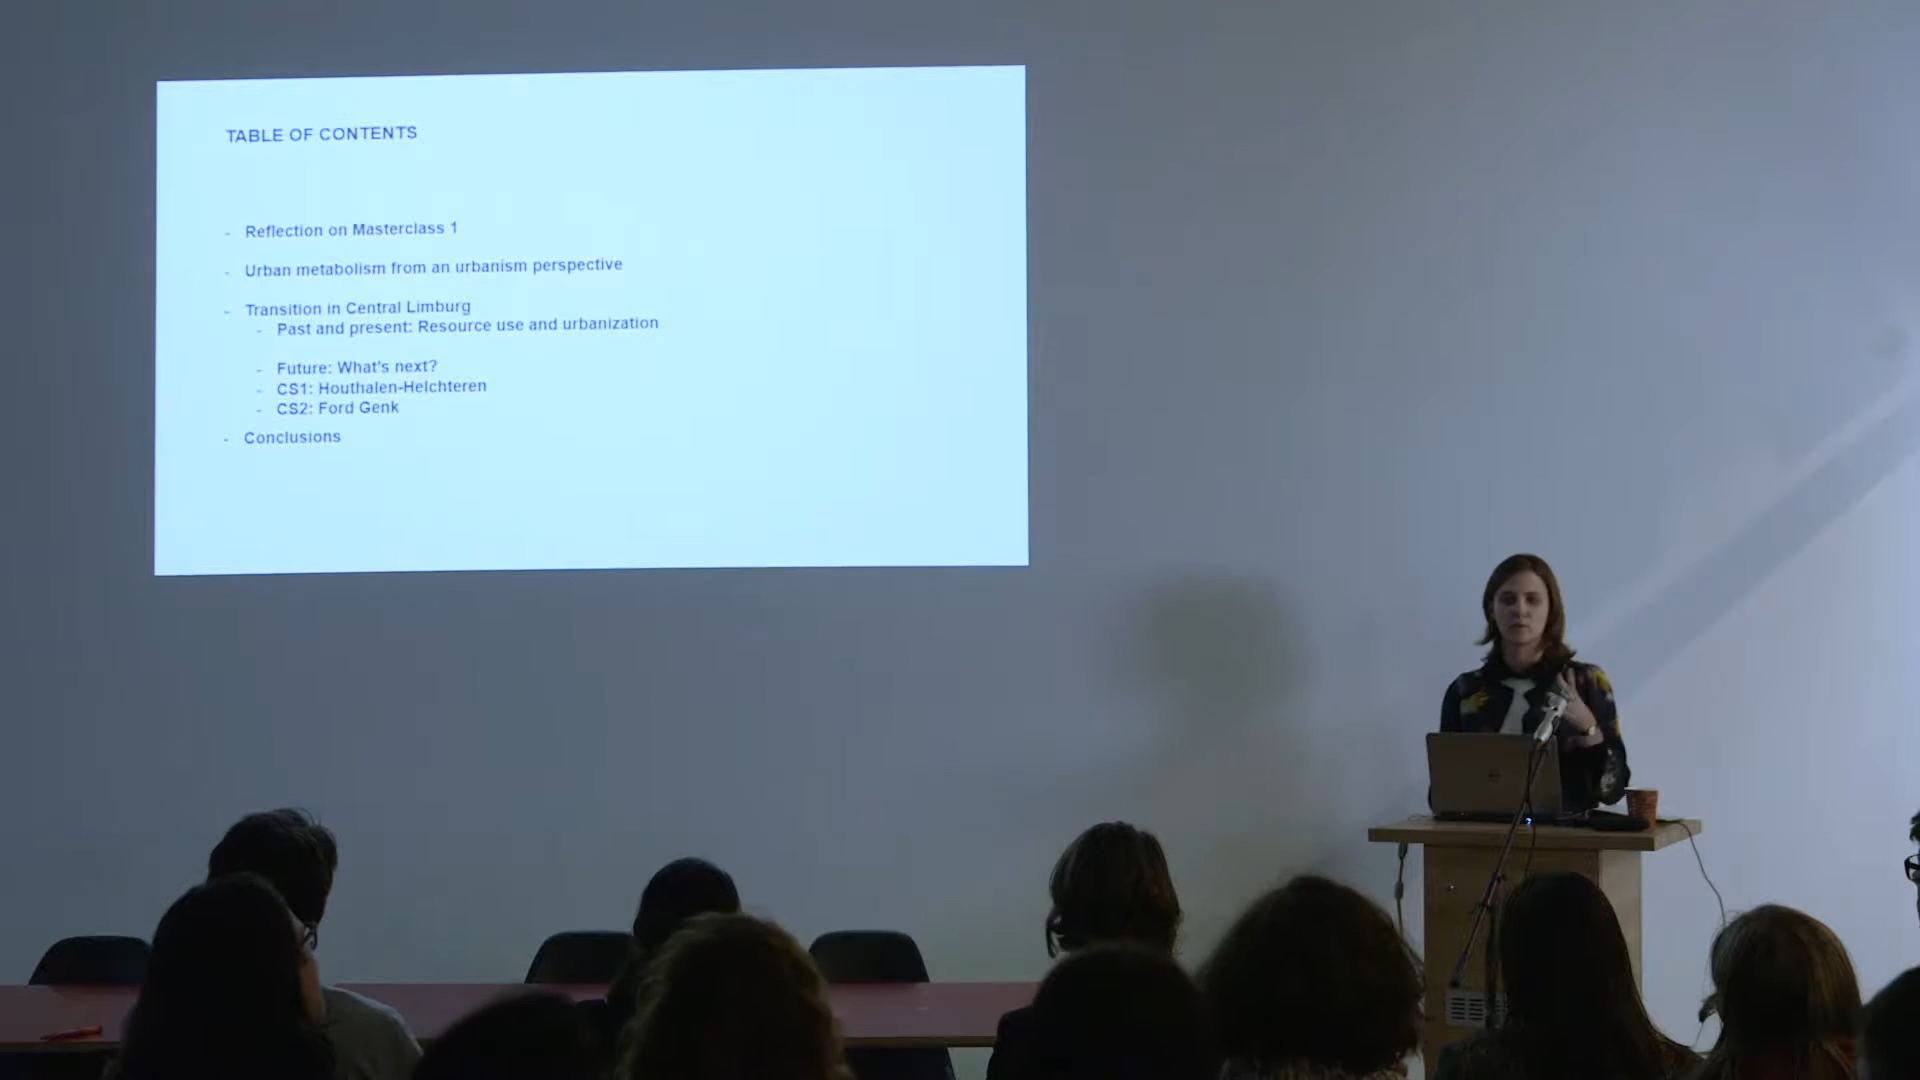 TABLE OF CONTENTS
- Reflection on Masterclass 1
- Urban metabolism from an urbanism perspective
- Transition in Central Limburg
- Past and present: Resource use and urbanization
- Future: What's next?
- CS1: Houthalen-Helchteren
- CS2: Ford Genk
- Conclusions